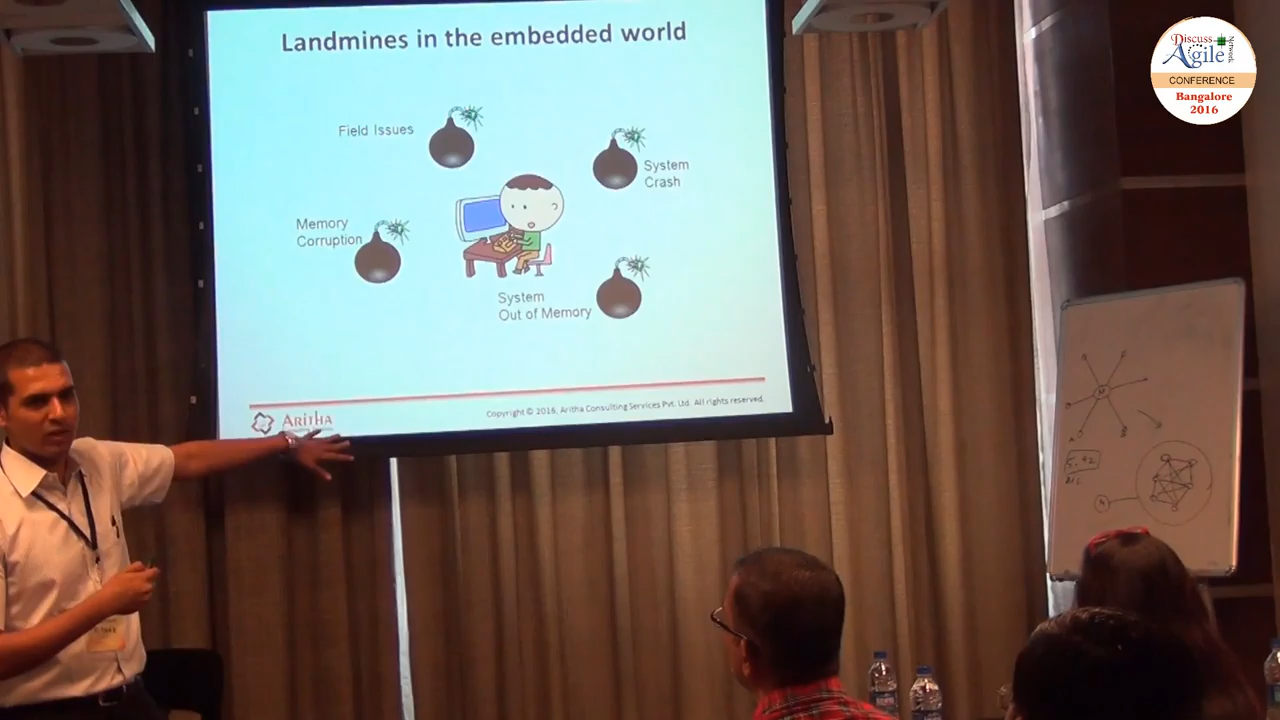 Landmines in the embedded world
Field Issues
System
Crash
Memory
Corruption
System
Out of Memory
ARITHA
Copyright © 2016, Aritha Consulting Services Pvt. Ltd. All rights reserved.
Discuss
Agile
Network
CONFERENCE
Bangalore
2016